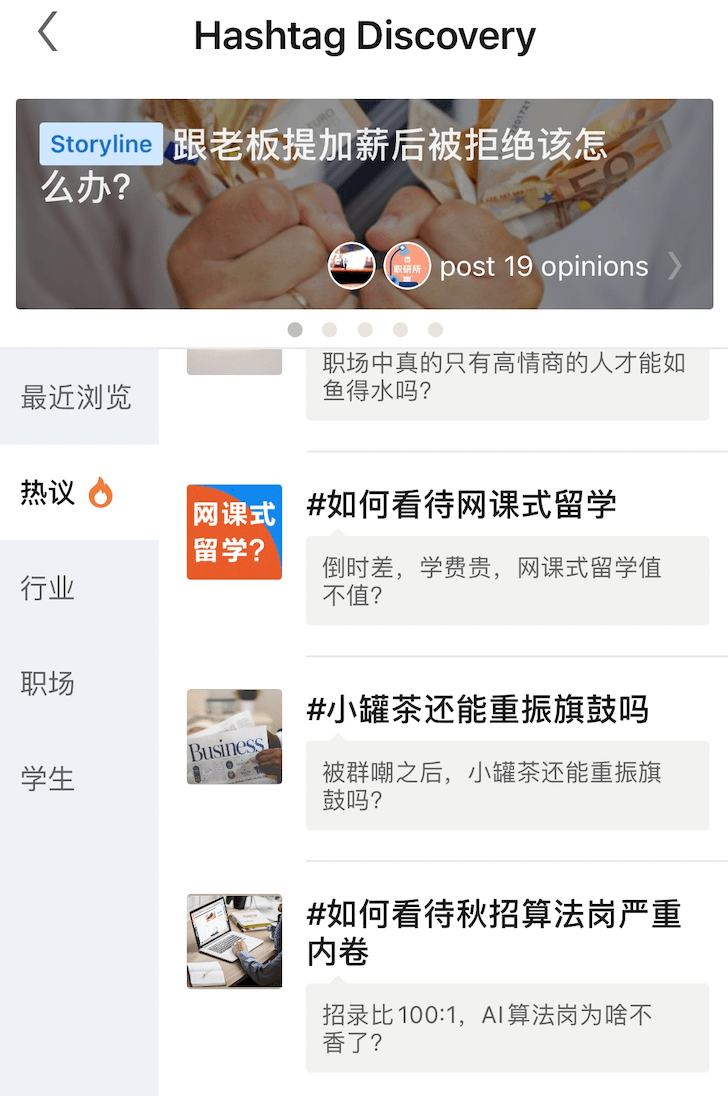 Hashtag Discovery
Storyline 跟老板提加薪后被拒绝该怎
么办?
职研所
post 19 opinions
最近浏览
热议
行业
职场
学生
职场中真的只有高情商的人才能如
鱼得水吗?
网课式
留学?
#如何看待网课式留学
倒时差，学费贵，网课式留学值
不值?
Business
#小罐茶还能重振旗鼓吗
被群嘲之后，小罐茶还能重振旗
鼓吗?
#如何看待秋招算法岗严重
内卷
招录比100:1，AI算法岗为啥不
香了?